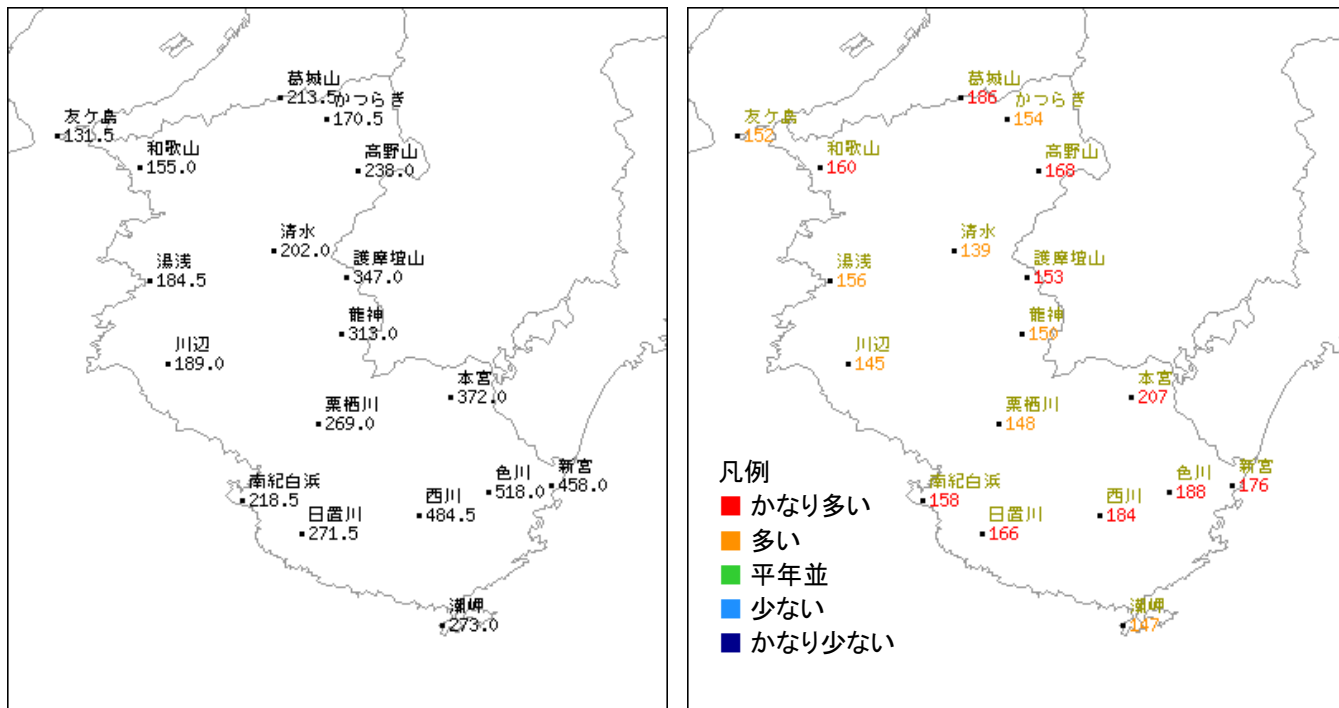 葛城山
213.5
かつらぎ
170.5
友ケ島
131.5
和歌山
155.0
高野山
238.0
清水
202.0
護摩壇山
347.0
湯浅
184.5
龍神
313.0
川辺
189.0
本宮
372.0
栗栖川
269.0
南紀白浜
218.5
日置川
271.5
西川
484.5
色川
518.0
新宮
458.0
潮岬
273.0
葛城山
186
かつらぎ
154
友ケ島
152
和歌山
160
高野山
168
清水
139
護摩壇山
153
湯浅
156
龍神
150
川辺
145
本宮
207
栗栖川
148
南紀白浜
158
日置川
166
西川
184
色川
188
新宮
176
潮岬
147
凡例
かなり多い
多い
平年並
少ない
かなり少ない